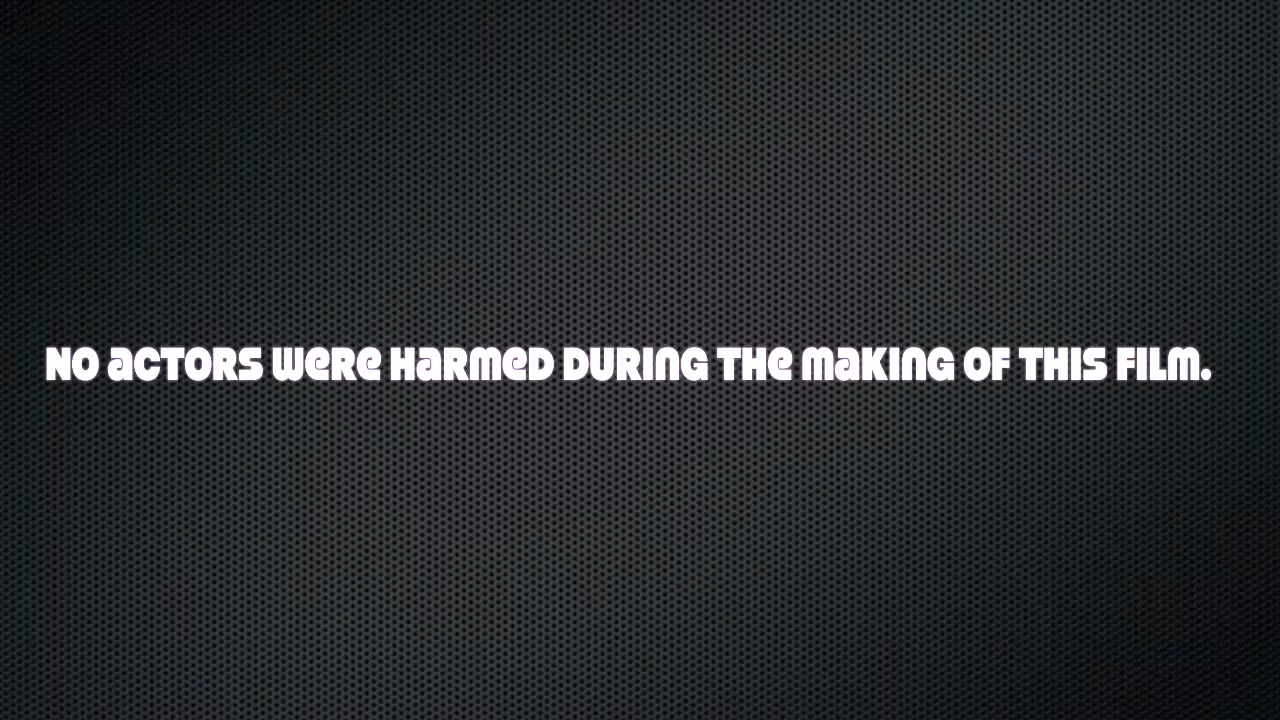 NO aCTORS WeRe HaRMeD DURING THe MaKING OF THIS FILM.